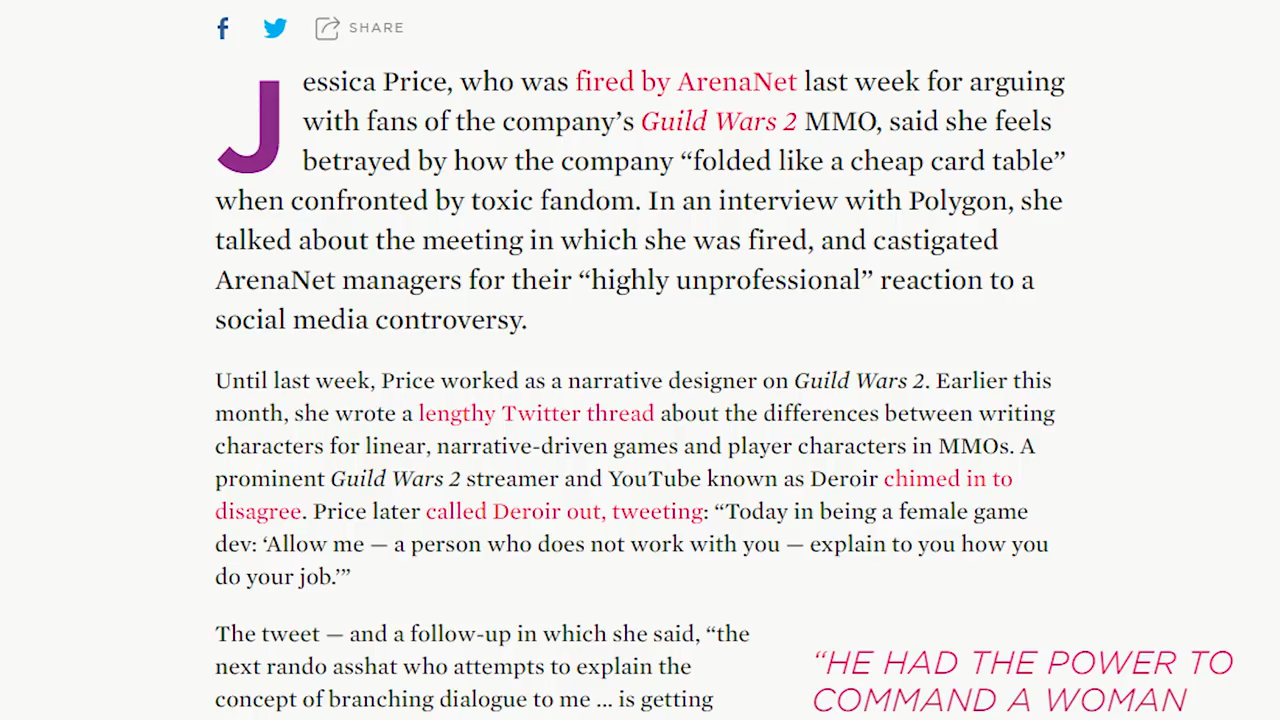 SHARE
Jessica Price, who was fired by ArenaNet last week for arguing
with fans of the company’s Guild Wars 2 MMO, said she feels
betrayed by how the company “folded like a cheap card table”
when confronted by toxic fandom. In an interview with Polygon, she
talked about the meeting in which she was fired, and castigated
ArenaNet managers for their “highly unprofessional” reaction to a
social media controversy.
Until last week, Price worked as a narrative designer on Guild Wars 2. Earlier this
month, she wrote a lengthy Twitter thread about the differences between writing
characters for linear, narrative-driven games and player characters in MMOs. A
prominent Guild Wars 2 streamer and YouTube known as Deroir chimed in to
disagree. Price later called Deroir out, tweeting: “Today in being a female game
dev: ‘Allow me — a person who does not work with you — explain to you how you
do your job.’”
The tweet — and a follow-up in which she said, “the
next rando asshat who attempts to explain the
concept of branching dialogue to me ... is getting
“HE HAD THE POWER TO
COMMAND A WOMAN